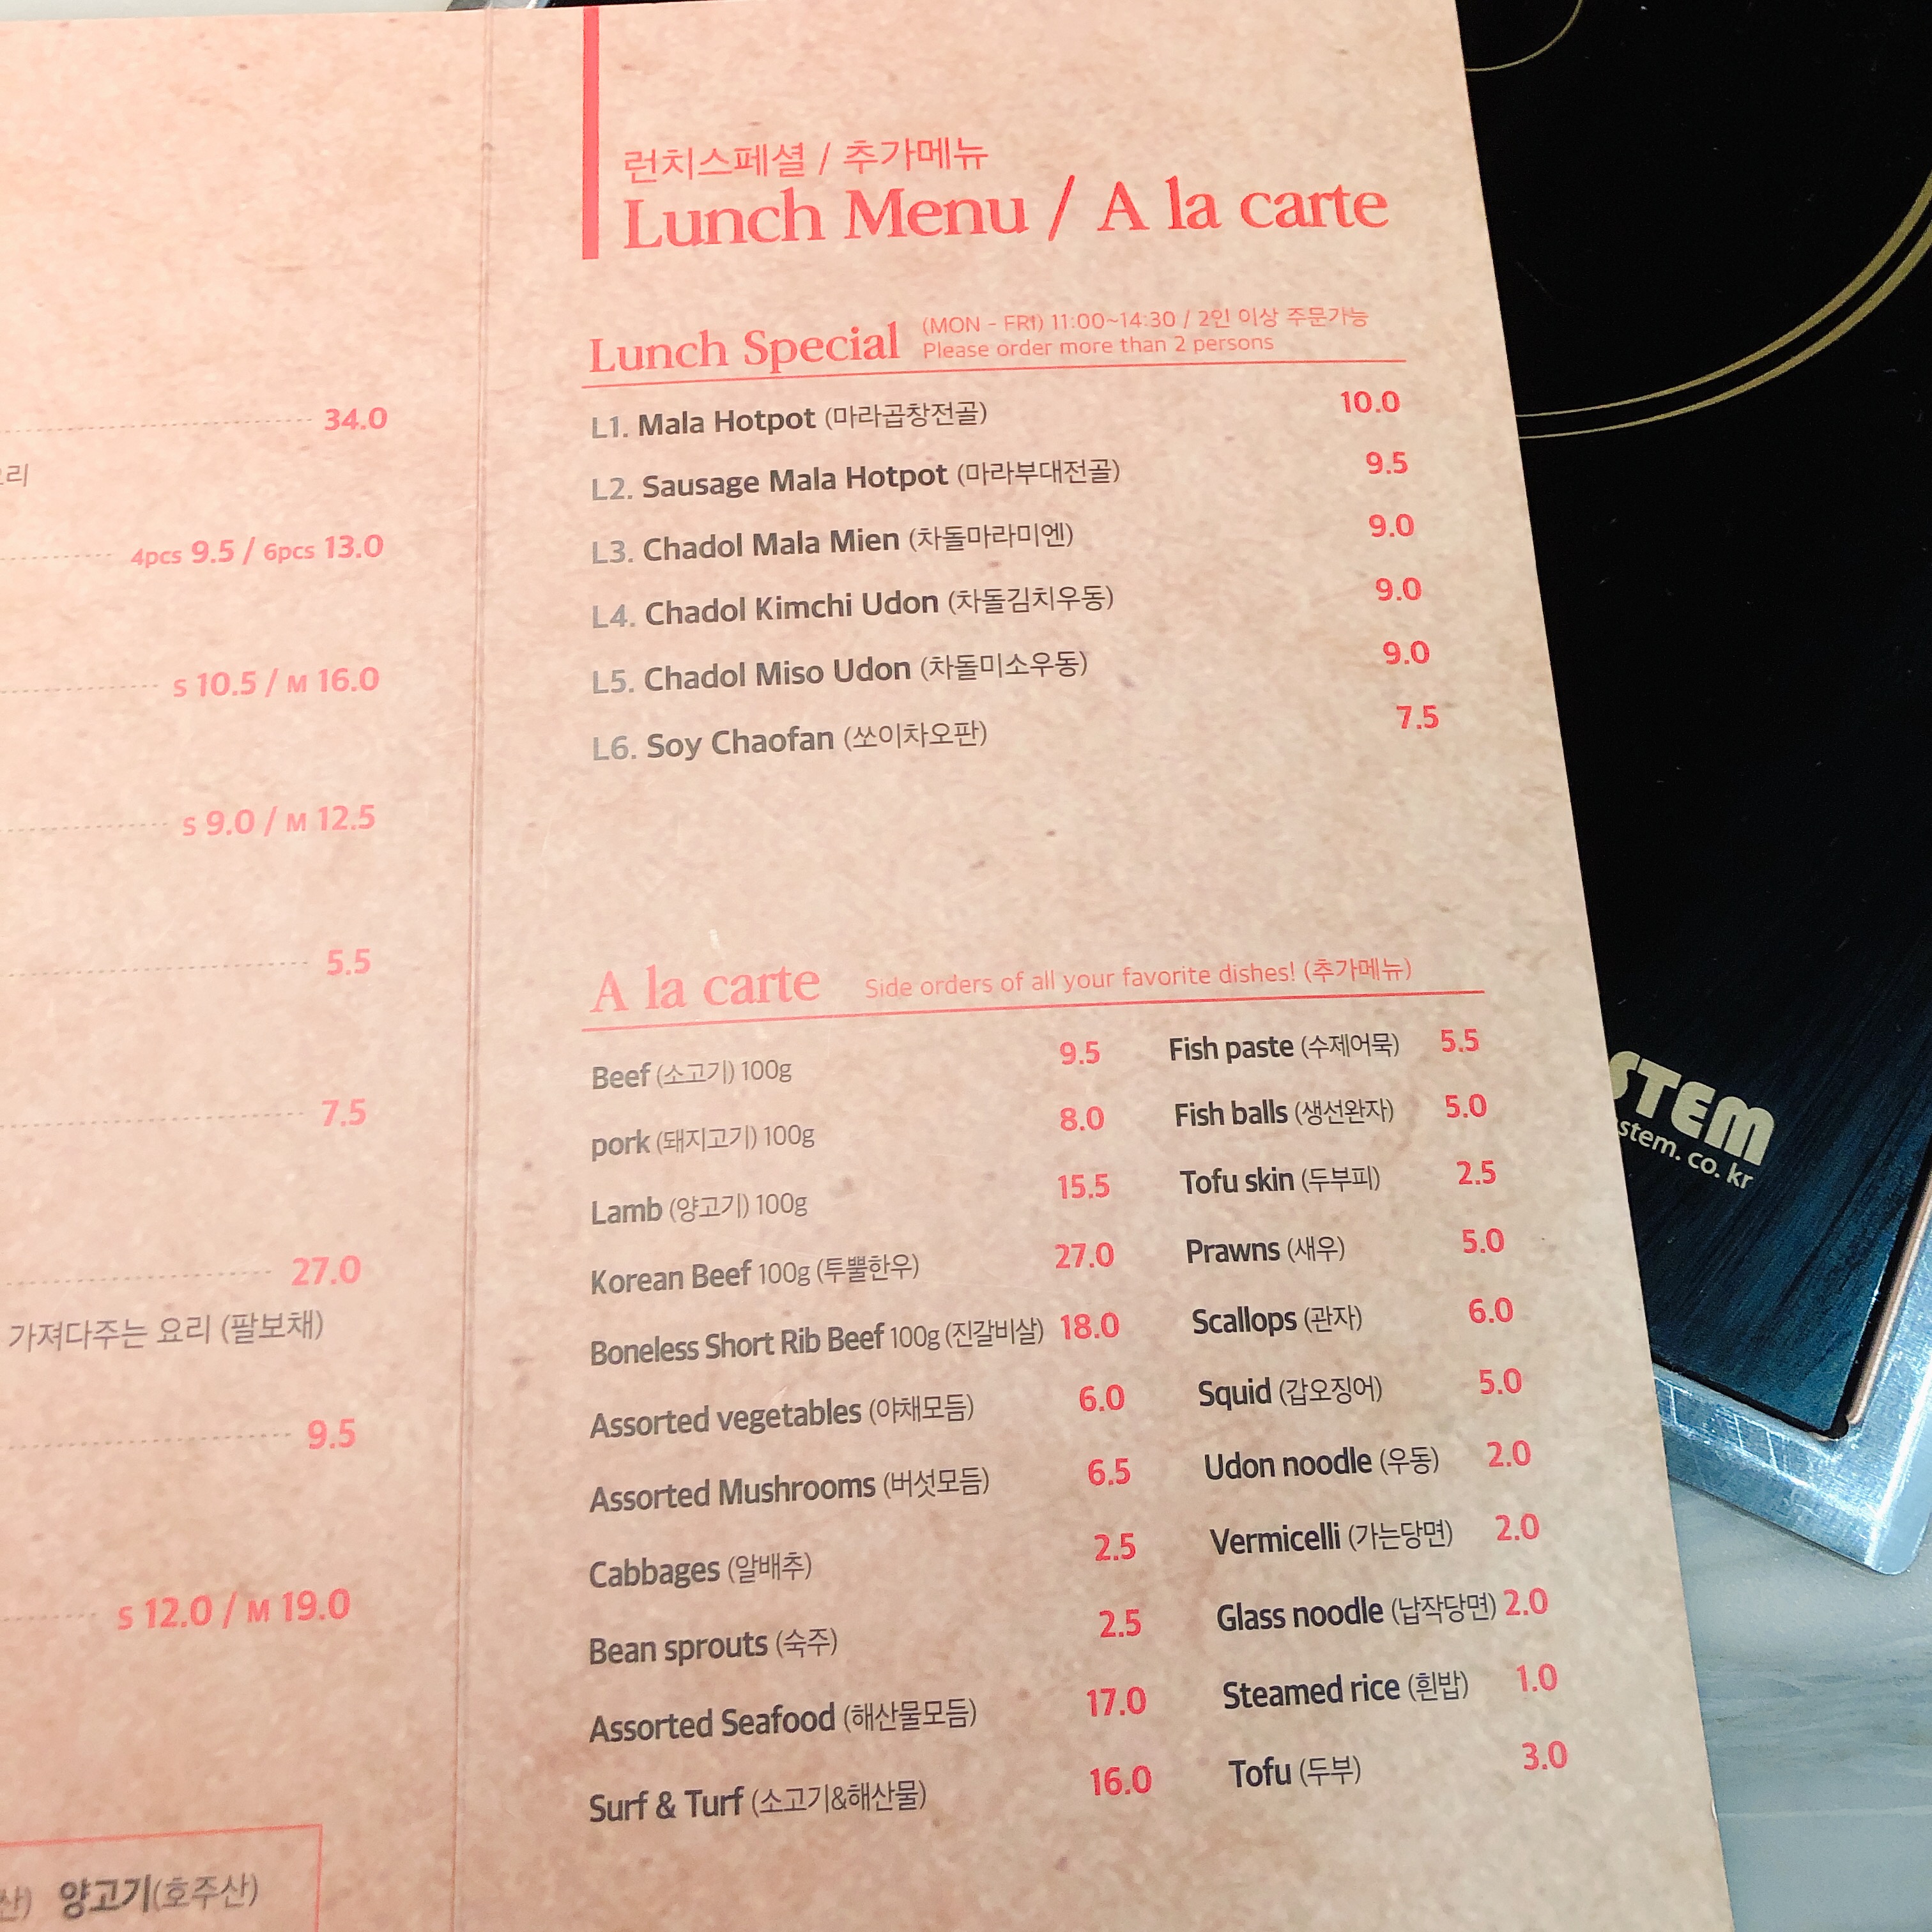 34.0
리
4pcs 9.5 / 6pcs 13.0
S 10.5 / M 16.0
S 9.0 / M 12.5
5.5
7.5
27.0
가져다주는 요리 (팔보채)
9.5
S 12.0 / M 19.0
산) 양고기(호주산)
런치스페셜 / 추가메뉴
Lunch Menu / A la carte
Lunch Special (MON - FRI) 11:00~14:30 / 2인 이상 주문가능
Please order more than 2 persons
L1. Mala Hotpot (마라곱창전골) 10.0
L2. Sausage Mala Hotpot (마라부대전골) 9.5
L3. Chadol Mala Mien (차돌마라미엔) 9.0
L4. Chadol Kimchi Udon (차돌김치우동) 9.0
L5. Chadol Miso Udon (차돌미소우동) 9.0
L6. Soy Chaofan (쏘이차오판) 7.5
A la carte Side orders of all your favorite dishes! (추가메뉴)
Beef (소고기) 100g 9.5
pork (돼지고기) 100g 8.0
Lamb (양고기) 100g 15.5
Korean Beef 100g (투뿔한우) 27.0
Boneless Short Rib Beef 100g (진갈비살) 18.0
Assorted vegetables (야채모듬) 6.0
Assorted Mushrooms (버섯모듬) 6.5
Cabbages (알배추) 2.5
Bean sprouts (숙주) 2.5
Assorted Seafood (해산물모듬) 17.0
Surf & Turf (소고기&해산물) 16.0
Fish paste (수제어묵) 5.5
Fish balls (생선완자) 5.0
Tofu skin (두부피) 2.5
Prawns (새우) 5.0
Scallops (관자) 6.0
Squid (갑오징어) 5.0
Udon noodle (우동) 2.0
Vermicelli (가는당면) 2.0
Glass noodle (납작당면) 2.0
Steamed rice (흰밥) 1.0
Tofu (두부) 3.0
STEM
stem. co. kr